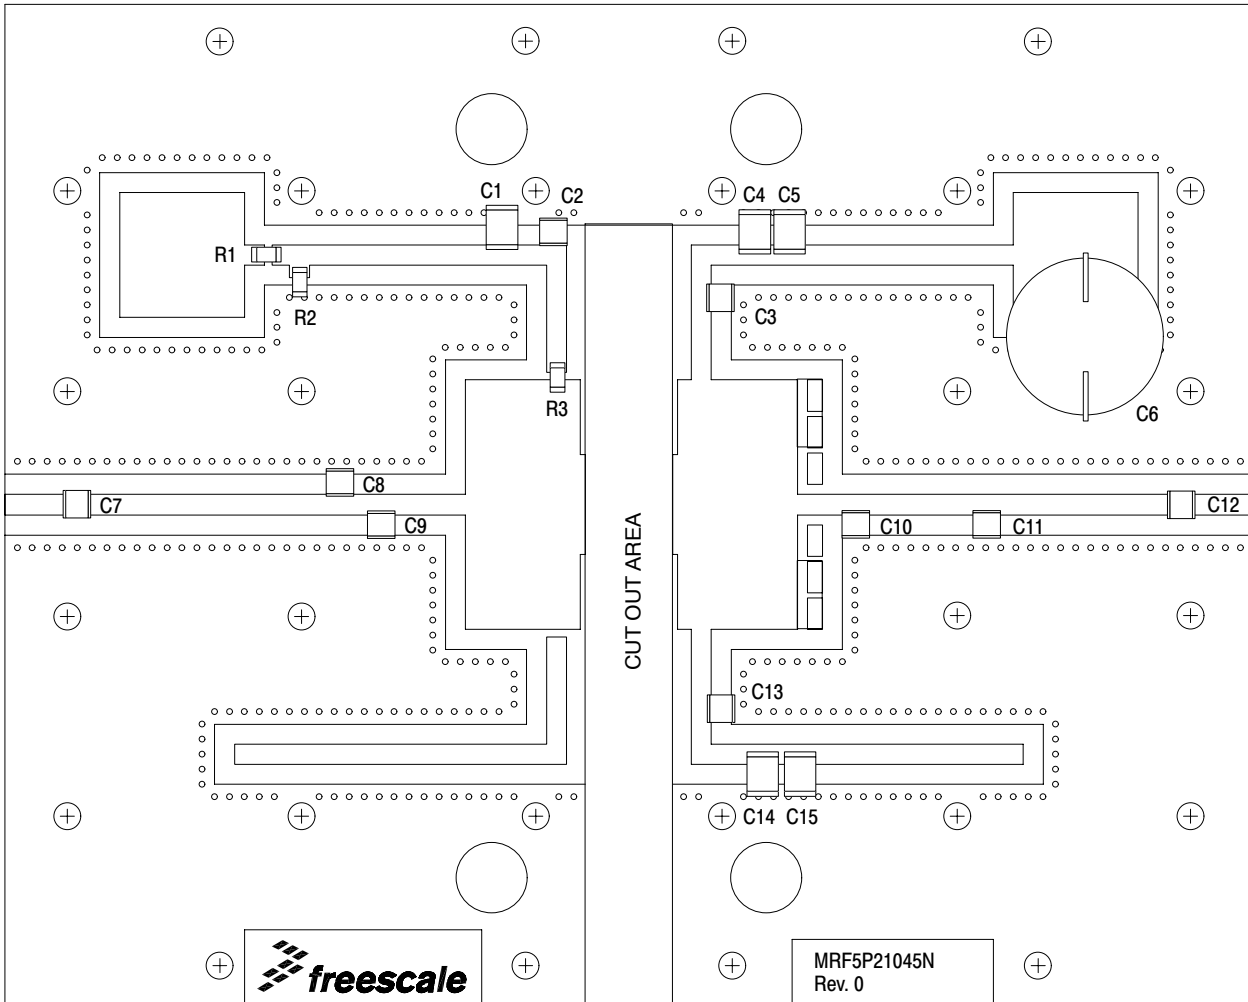 C1
C2
C4
C5
R1
R2
C3
R3
C6
C8
C7
C9
C10
C11
C12
CUT OUT AREA
C13
C14
C15
freescale
MRF5P21045N
Rev. 0